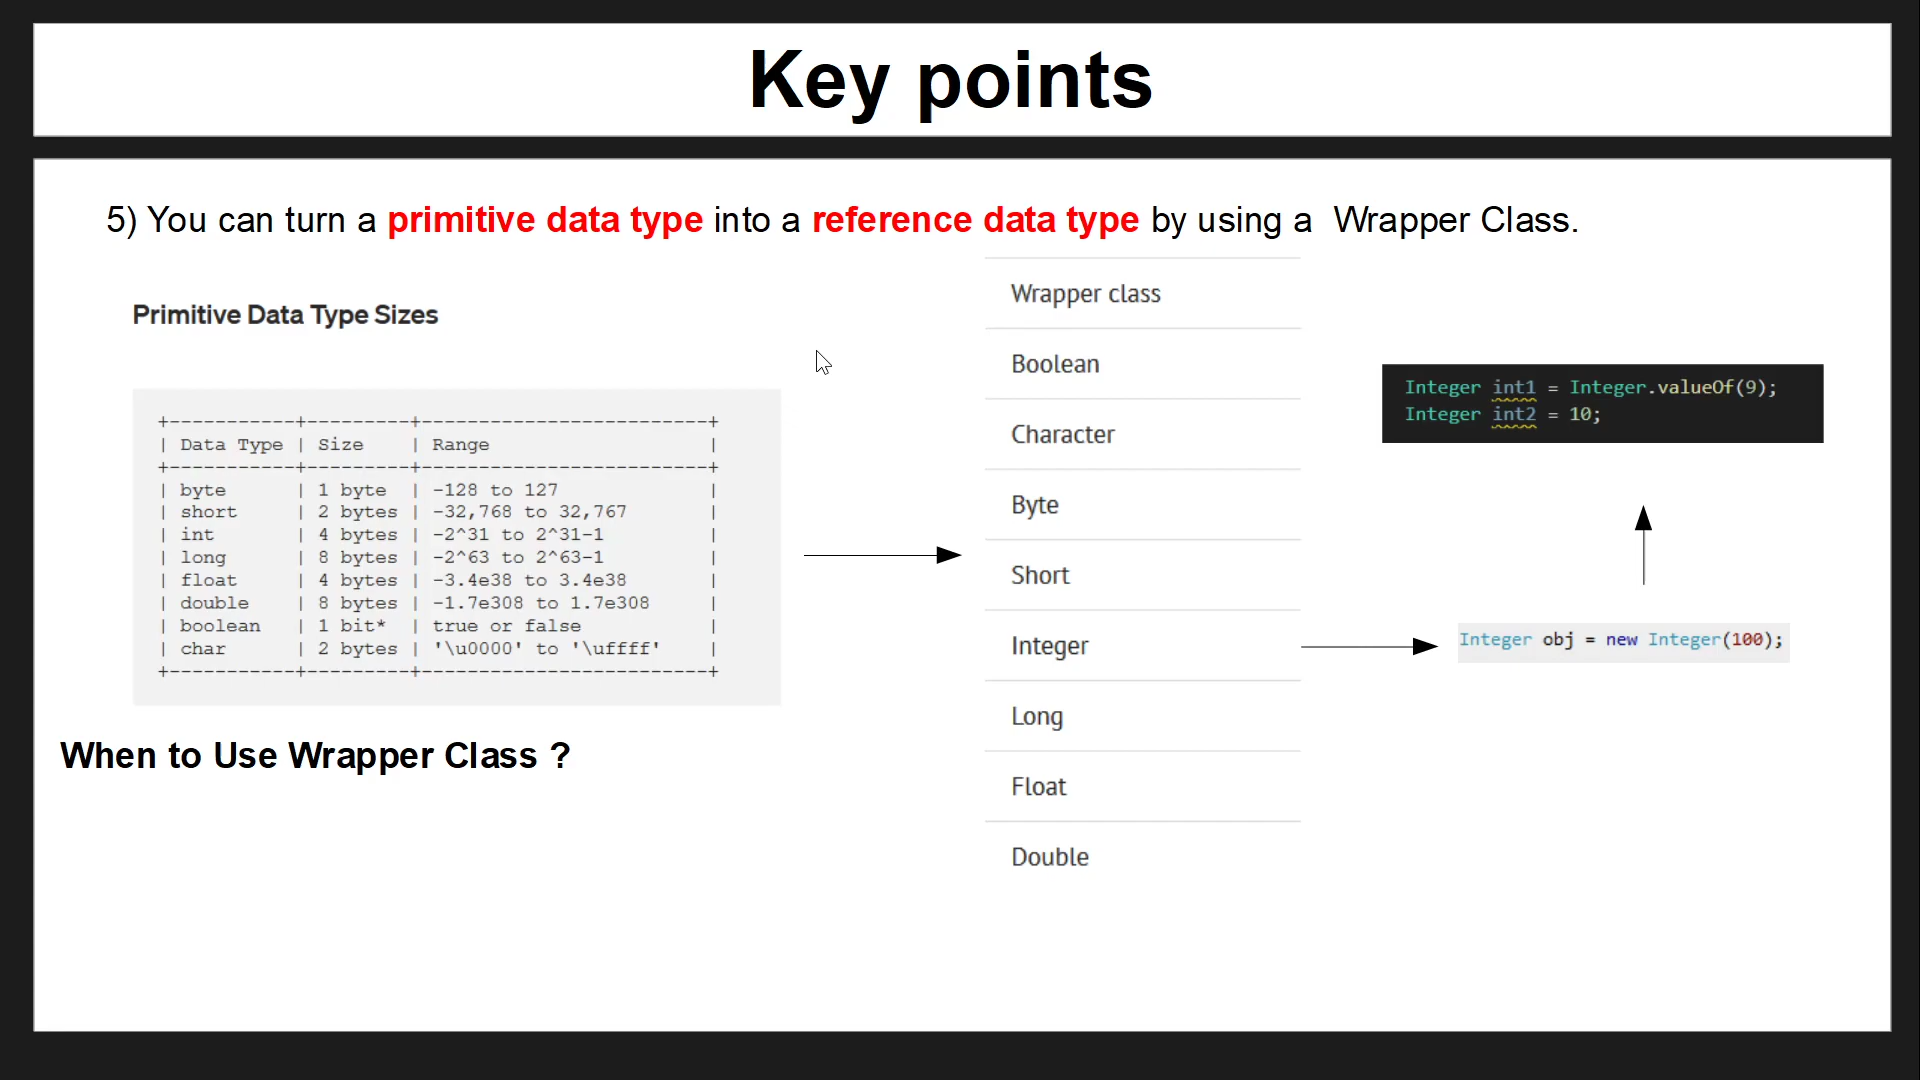 Key points
5) You can turn a primitive data type into a reference data type by using a  Wrapper Class.
Primitive Data Type Sizes
+-----------+---------+-------------------------+
| Data Type | Size    | Range                   |
+-----------+---------+-------------------------+
| byte      | 1 byte  | -128 to 127             |
| short     | 2 bytes | -32,768 to 32,767       |
| int       | 4 bytes | -2^31 to 2^31-1         |
| long      | 8 bytes | -2^63 to 2^63-1         |
| float     | 4 bytes | -3.4e38 to 3.4e38       |
| double    | 8 bytes | -1.7e308 to 1.7e308     |
| boolean   | 1 bit*  | true or false           |
| char      | 2 bytes | '\u0000' to '\uffff'    |
+-----------+---------+-------------------------+
When to Use Wrapper Class ?
Wrapper class
Boolean
Character
Byte
Short
Integer
Long
Float
Double
Integer int1 = Integer.valueOf(9);
Integer int2 = 10;
Integer obj = new Integer(100);